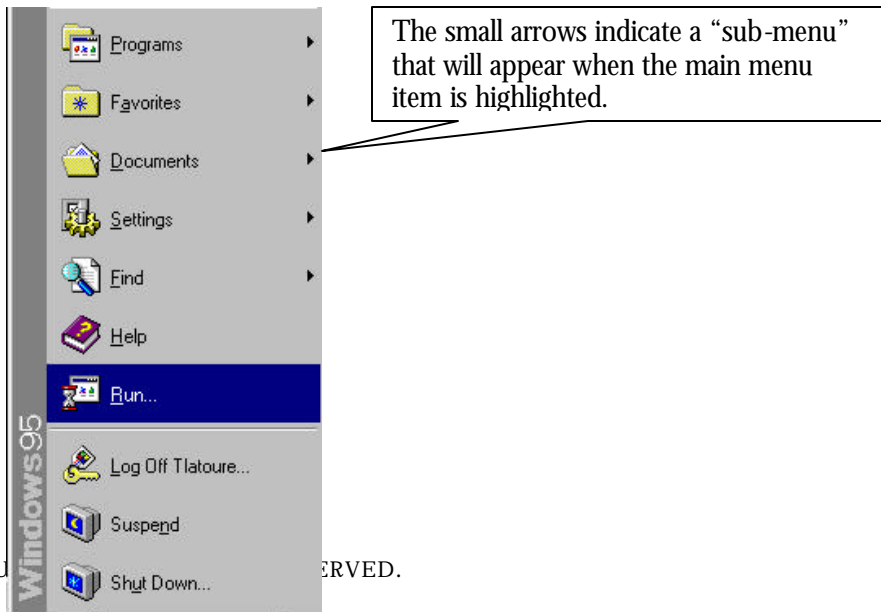 Programs
Favorites
Documents
Settings
Find
Help
Run...
Log Off Tlatoure...
Suspend
Shut Down...
Windows95
The small arrows indicate a “sub-menu”
that will appear when the main menu
item is highlighted.